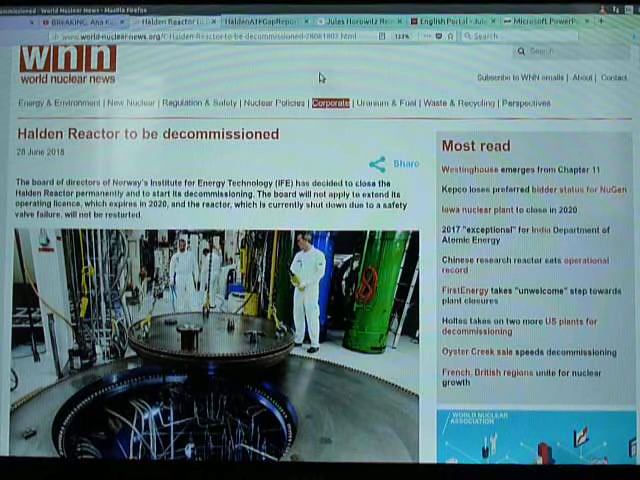 ommissioned - World Nuclear News - Mozilla Firefox
BREAKING: Ana K
Halden Reactor to
HaldenATFGapReport
Jules Horowitz Re
English Portal - Jule
Microsoft PowerP
www.world-nuclear-news.org/C-Halden-Reactor-to-be-decommissioned-28061802.html
123%
Search
wnn
world nuclear news
Search
Subscribe to WNN emails | About | Contact
Energy & Environment | New Nuclear | Regulation & Safety | Nuclear Policies | Corporate | Uranium & Fuel | Waste & Recycling | Perspectives
Halden Reactor to be decommissioned
28 June 2018
Share
The board of directors of Norway's Institute for Energy Technology (IFE) has decided to close the
Halden Reactor permanently and to start its decommissioning. The board will not apply to extend its
operating licence, which expires in 2020, and the reactor, which is currently shut down due to a safety
valve failure, will not be restarted.
Most read
Westinghouse emerges from Chapter 11
Kepco loses preferred bidder status for NuGen
Iowa nuclear plant to close in 2020
2017 "exceptional" for India Department of
Atomic Energy
Chinese research reactor sets operational
record
FirstEnergy takes "unwelcome" step towards
plant closures
Holtec takes on two more US plants for
decommissioning
Oyster Creek sale speeds decommissioning
French, British regions unite for nuclear
growth
WORLD NUCLEAR
ASSOCIATION